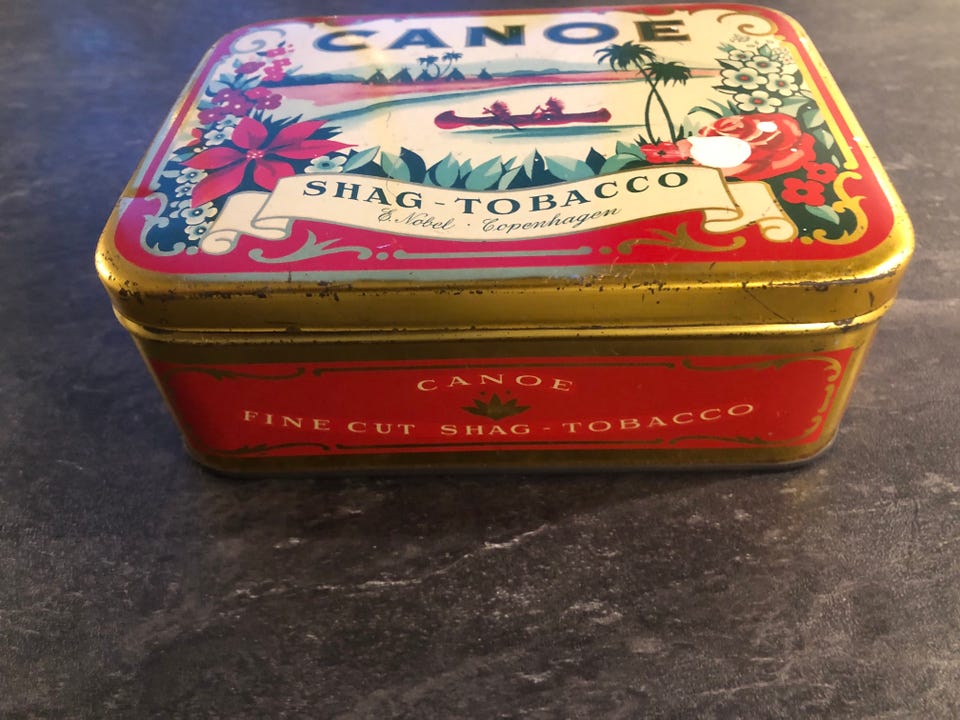 CANOE
SHAG - TOBACCO
E. Nobel · Copenhagen
CANOE
FINE CUT SHAG - TOBACCO